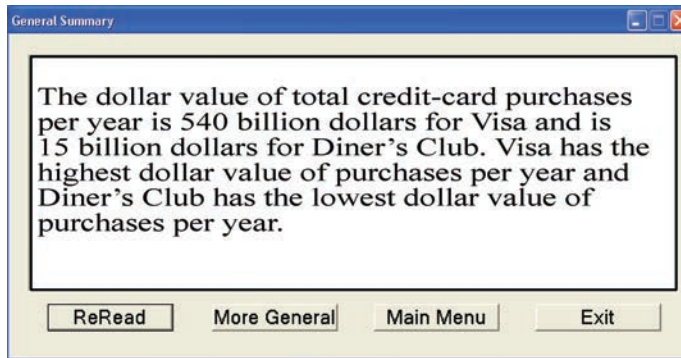 General Summary
The dollar value of total credit-card purchases
per year is 540 billion dollars for Visa and is
15 billion dollars for Diner's Club. Visa has the
highest dollar value of purchases per year and
Diner's Club has the lowest dollar value of
purchases per year.
ReRead More General Main Menu Exit